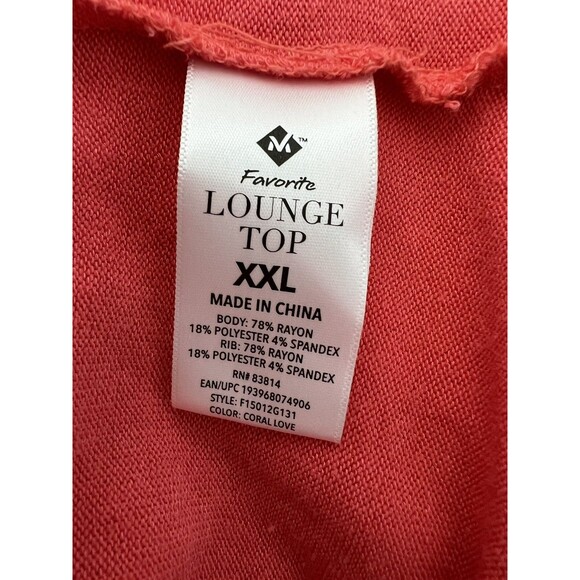 M™
Favorite
LOUNGE
TOP
XXL
MADE IN CHINA
BODY: 78% RAYON
18% POLYESTER 4% SPANDEX
RIB: 78% RAYON
18% POLYESTER 4% SPANDEX
RN# 83814
EAN/UPC 193968074906
STYLE: F15012G131
COLOR: CORAL LOVE